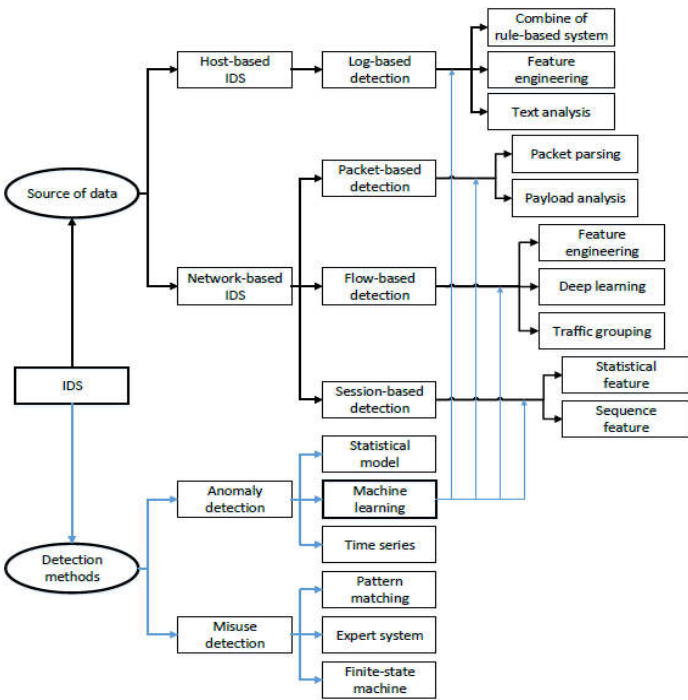 Combine of
rule-based system
Host-based
IDS
Log-based
detection
Feature
engineering
Text analysis
Packet parsing
Source of data
Packet-based
detection
Payload analysis
Feature
engineering
Network-based
IDS
Flow-based
detection
Deep learning
Traffic grouping
IDS
Session-based
detection
Statistical
feature
Sequence
feature
Statistical
model
Anomaly
detection
Machine
learning
Time series
Detection
methods
Pattern
matching
Misuse
detection
Expert system
Finite-state
machine